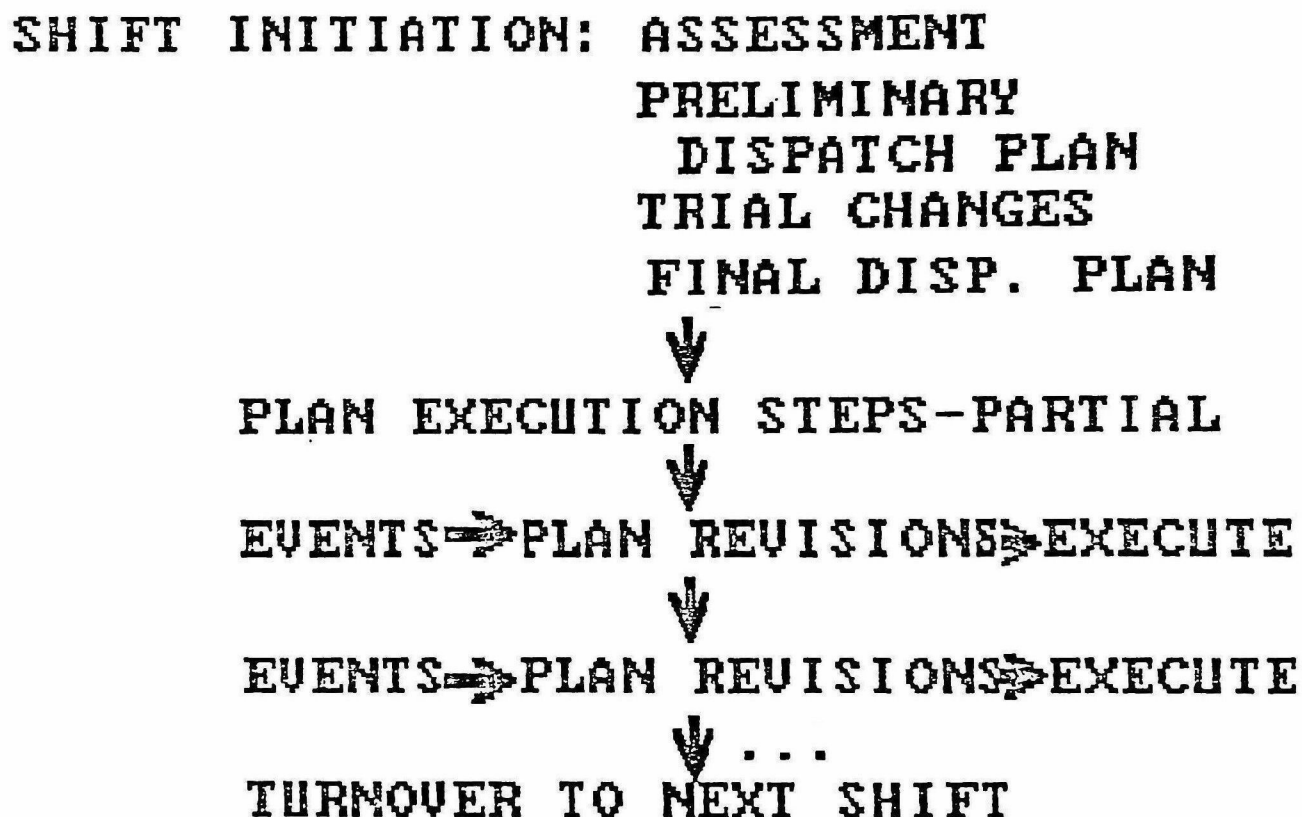 SHIFT INITIATION: ASSESSMENT
PRELIMINARY
DISPATCH PLAN
TRIAL CHANGES
FINAL DISP. PLAN
PLAN EXECUTION STEPS-PARTIAL
EVENTS⇒PLAN REVISIONS⇒EXECUTE
EVENTS⇒PLAN REVISIONS⇒EXECUTE
...
TURNOVER TO NEXT SHIFT